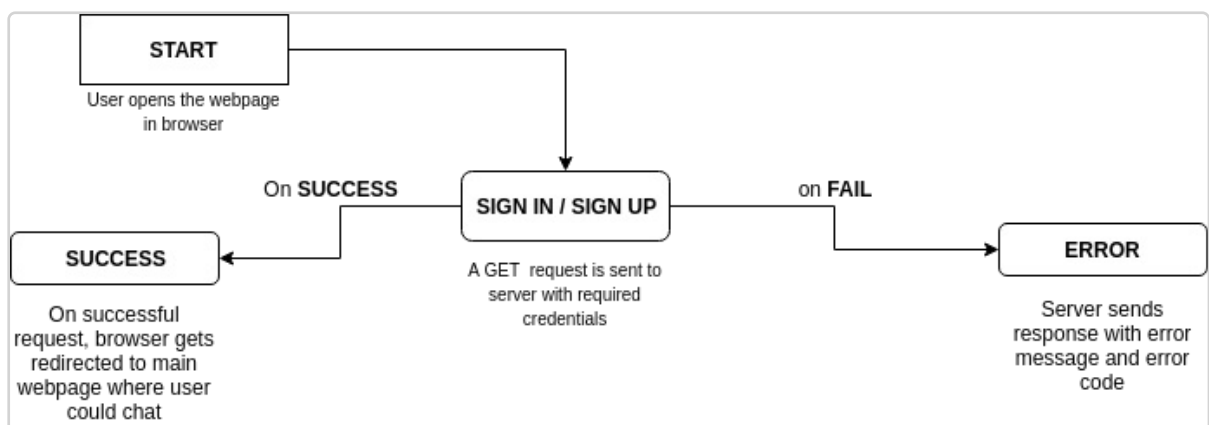 START
User opens the webpage
in browser
On SUCCESS
SIGN IN / SIGN UP
on FAIL
SUCCESS
ERROR
A GET request is sent to
server with required
credentials
On successful
request, browser gets
redirected to main
webpage where user
could chat
Server sends
response with error
message and error
code